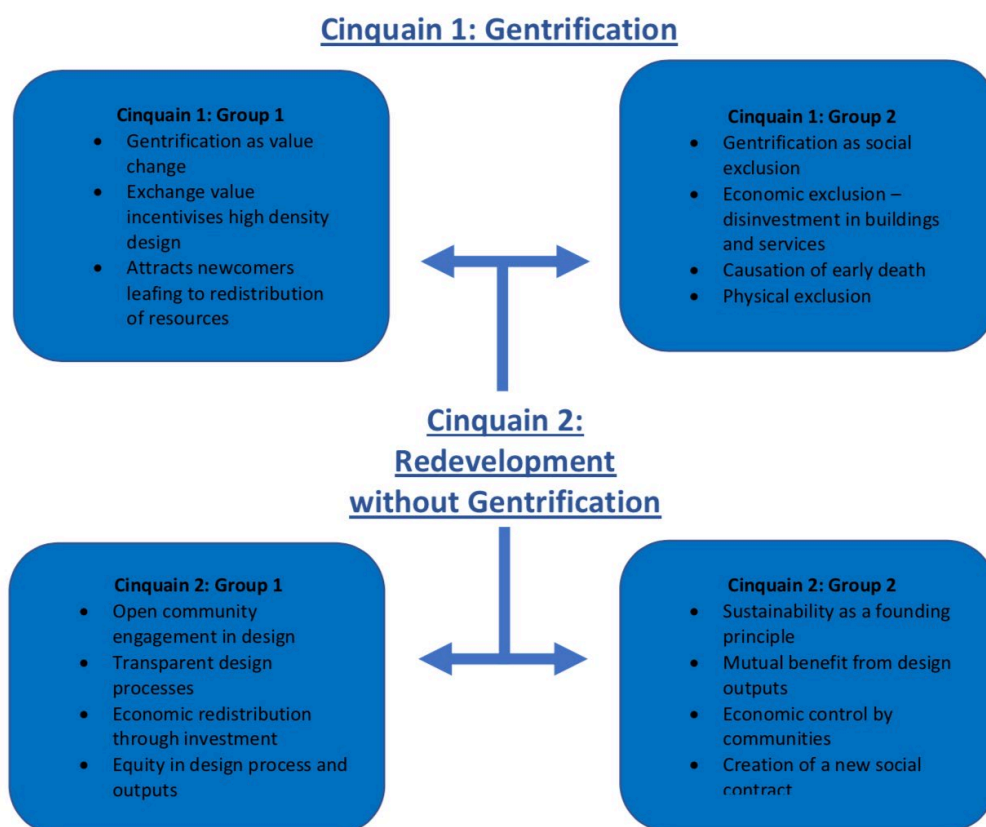 Cinquain 1: Gentrification
Cinquain 1: Group 1
• Gentrification as value
change
• Exchange value
incentivises high density
design
• Attracts newcomers
leafing to redistribution
of resources
Cinquain 1: Group 2
• Gentrification as social
exclusion
• Economic exclusion –
disinvestment in buildings
and services
• Causation of early death
• Physical exclusion
Cinquain 2:
Redevelopment
without Gentrification
Cinquain 2: Group 1
• Open community
engagement in design
• Transparent design
processes
• Economic redistribution
through investment
• Equity in design process and
outputs
Cinquain 2: Group 2
• Sustainability as a founding
principle
• Mutual benefit from design
outputs
• Economic control by
communities
• Creation of a new social
contract